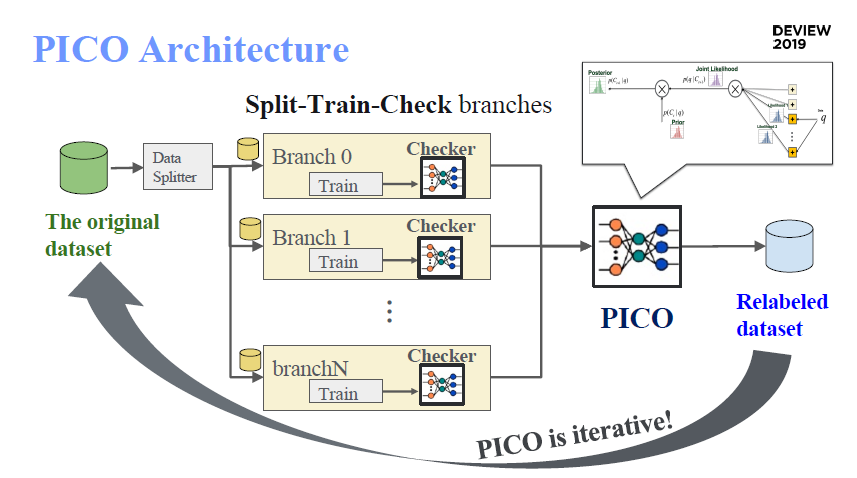 PICO Architecture
DEVIEW
2019
Posterior
p(C
| q)
Joint Likelihood
p(q | C
)
p(C
| q)
Prior
Likelihood 2
q
Split-Train-Check branches
Data
Splitter
The original
dataset
Branch 0
Checker
Train
Branch 1
Checker
Train
branchN
Checker
Train
PICO
Relabeled
dataset
PICO is iterative!